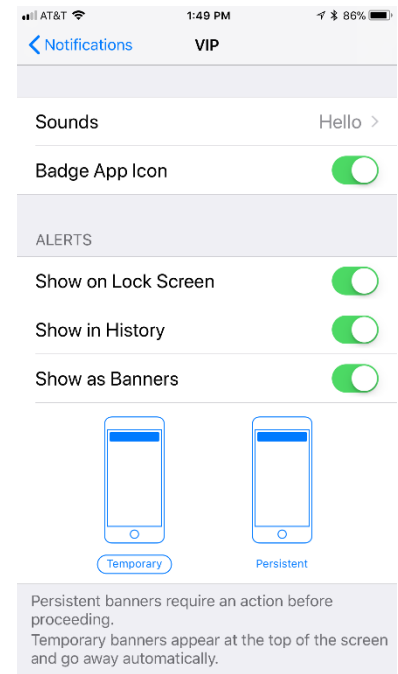 AT&T 1:49 PM 86%
Notifications VIP
Sounds Hello
Badge App Icon
ALERTS
Show on Lock Screen
Show in History
Show as Banners
Temporary Persistent
Persistent banners require an action before
proceeding.
Temporary banners appear at the top of the screen
and go away automatically.